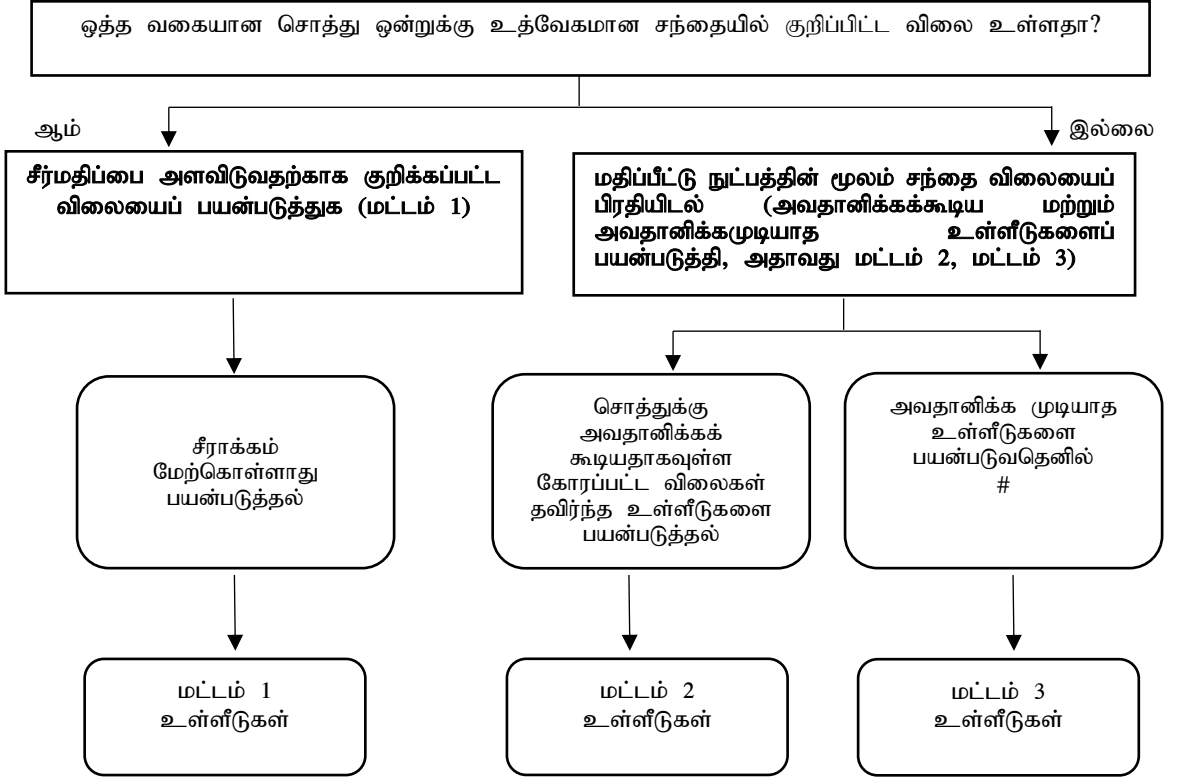 ஒத்த வகையான சொத்து ஒன்றுக்கு உத்வேகமான சந்தையில் குறிப்பிட்ட விலை உள்ளதா?
ஆம்
இல்லை
சீர்மதிப்பை அளவிடுவதற்காக குறிக்கப்பட்ட
விலையைப் பயன்படுத்துக (மட்டம் 1)
மதிப்பீட்டு நுட்பத்தின் மூலம் சந்தை விலையைப்
பிரதியிடல் (அவதானிக்கக்கூடிய மற்றும்
அவதானிக்கமுடியாத உள்ளீடுகளைப்
பயன்படுத்தி, அதாவது மட்டம் 2, மட்டம் 3)
சீராக்கம்
மேற்கொள்ளாது
பயன்படுத்தல்
சொத்துக்கு
அவதானிக்கக்
கூடியதாகவுள்ள
கோரப்பட்ட விலைகள்
தவிர்ந்த உள்ளீடுகளை
பயன்படுத்தல்
அவதானிக்க முடியாத
உள்ளீடுகளை
பயன்படுவதெனில்
#
மட்டம் 1
உள்ளீடுகள்
மட்டம் 2
உள்ளீடுகள்
மட்டம் 3
உள்ளீடுகள்